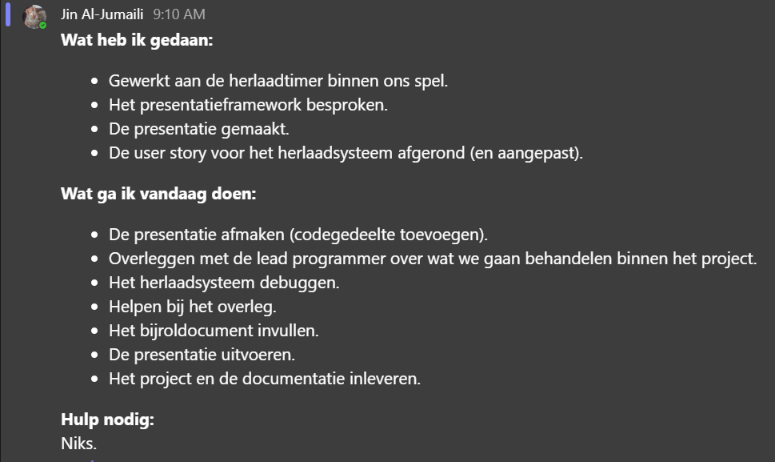 Jin Al-Jumaili 9:10 AM
Wat heb ik gedaan:
• Gewerkt aan de herlaadtimer binnen ons spel.
• Het presentatieframework besproken.
• De presentatie gemaakt.
• De user story voor het herlaadsysteem afgerond (en aangepast).
Wat ga ik vandaag doen:
• De presentatie afmaken (codegedeelte toevoegen).
• Overleggen met de lead programmer over wat we gaan behandelen binnen het project.
• Het herlaadsysteem debuggen.
• Helpen bij het overleg.
• Het bijroldocument invullen.
• De presentatie uitvoeren.
• Het project en de documentatie inleveren.
Hulp nodig:
Niks.